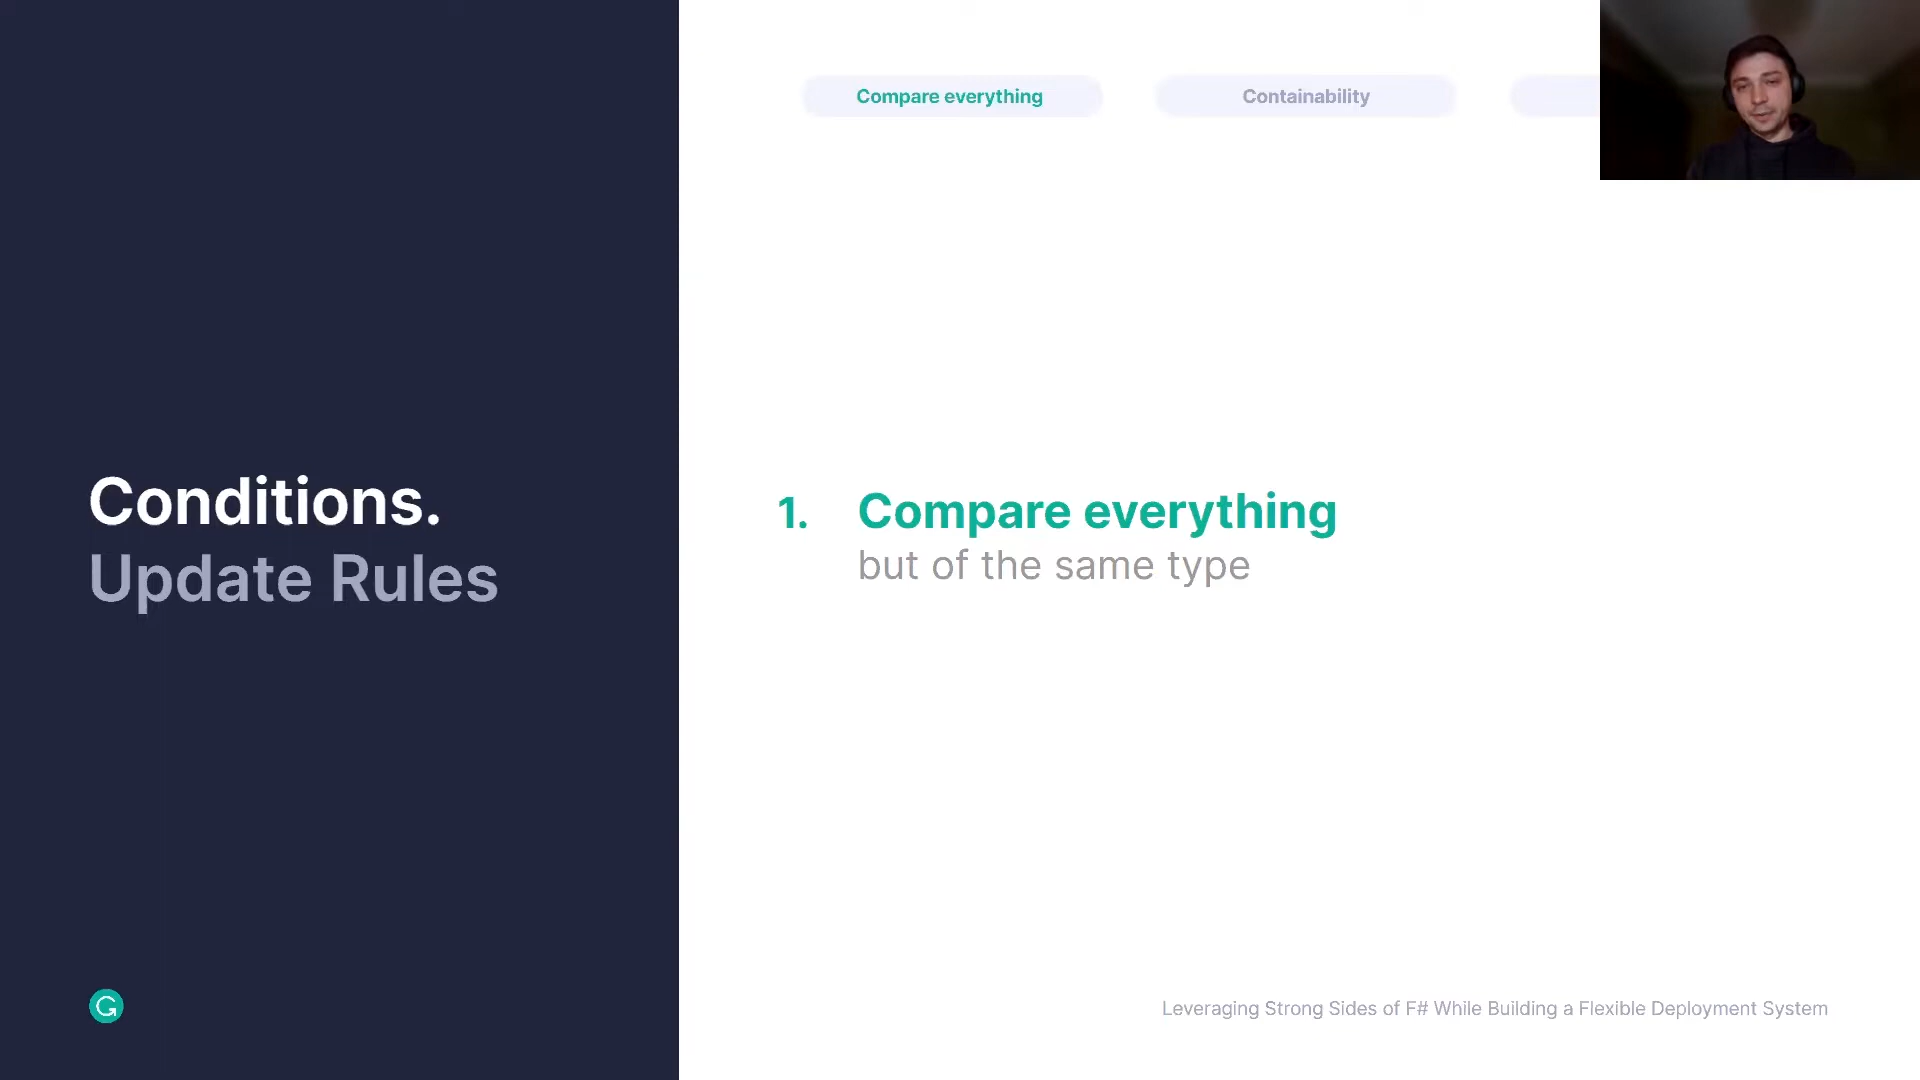 Compare everything
Containability
Conditions.
Update Rules
1. Compare everything
but of the same type
Leveraging Strong Sides of F# While Building a Flexible Deployment System